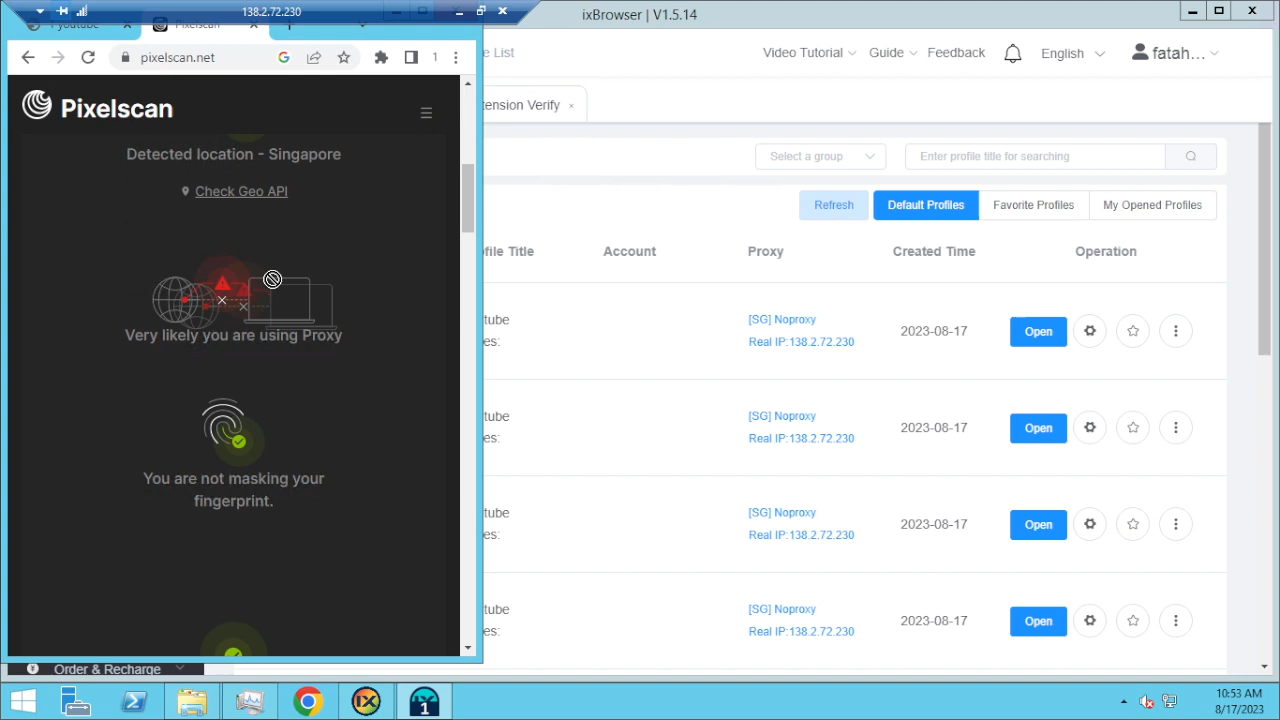 138.2.72.230
ixBrowser | V1.5.14
youtube
Pixelscan
pixelscan.net
1
e List
Video Tutorial
Guide
Feedback
English
fatah...
Pixelscan
tension Verify
Detected location - Singapore
Check Geo API
Select a group
Enter profile title for searching
Refresh
Default Profiles
Favorite Profiles
My Opened Profiles
file Title
Account
Proxy
Created Time
Operation
Very likely you are using Proxy
tube
es:
[SG] Noproxy
Real IP:138.2.72.230
2023-08-17
Open
You are not masking your
fingerprint.
tube
es:
[SG] Noproxy
Real IP:138.2.72.230
2023-08-17
Open
tube
es:
[SG] Noproxy
Real IP:138.2.72.230
2023-08-17
Open
tube
es:
[SG] Noproxy
Real IP:138.2.72.230
2023-08-17
Open
Order & Recharge
IX
1
10:53 AM
8/17/2023